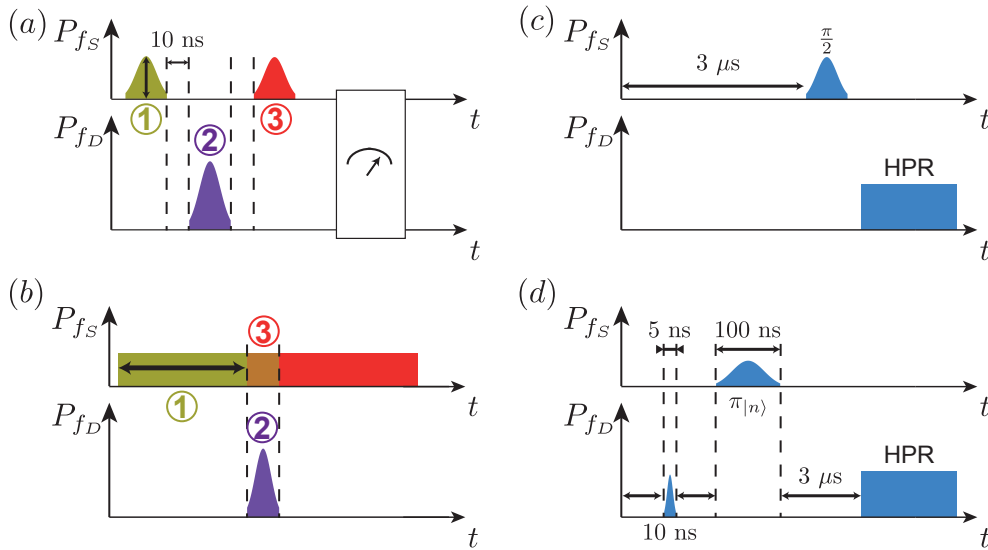 (a)
P_{f_S}
10 ns
t
① ③
P_{f_D}
②
t
(b)
P_{f_S}
③
t
①
P_{f_D}
②
t
(c)
P_{f_S}
π/2
3 μs
t
P_{f_D}
HPR
t
(d)
P_{f_S}
5 ns 100 ns
t
π_{|n⟩}
P_{f_D}
HPR
3 μs
10 ns
t